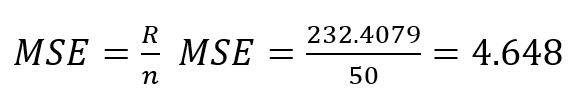 MSE = R/n MSE = 232.4079/50 = 4.648